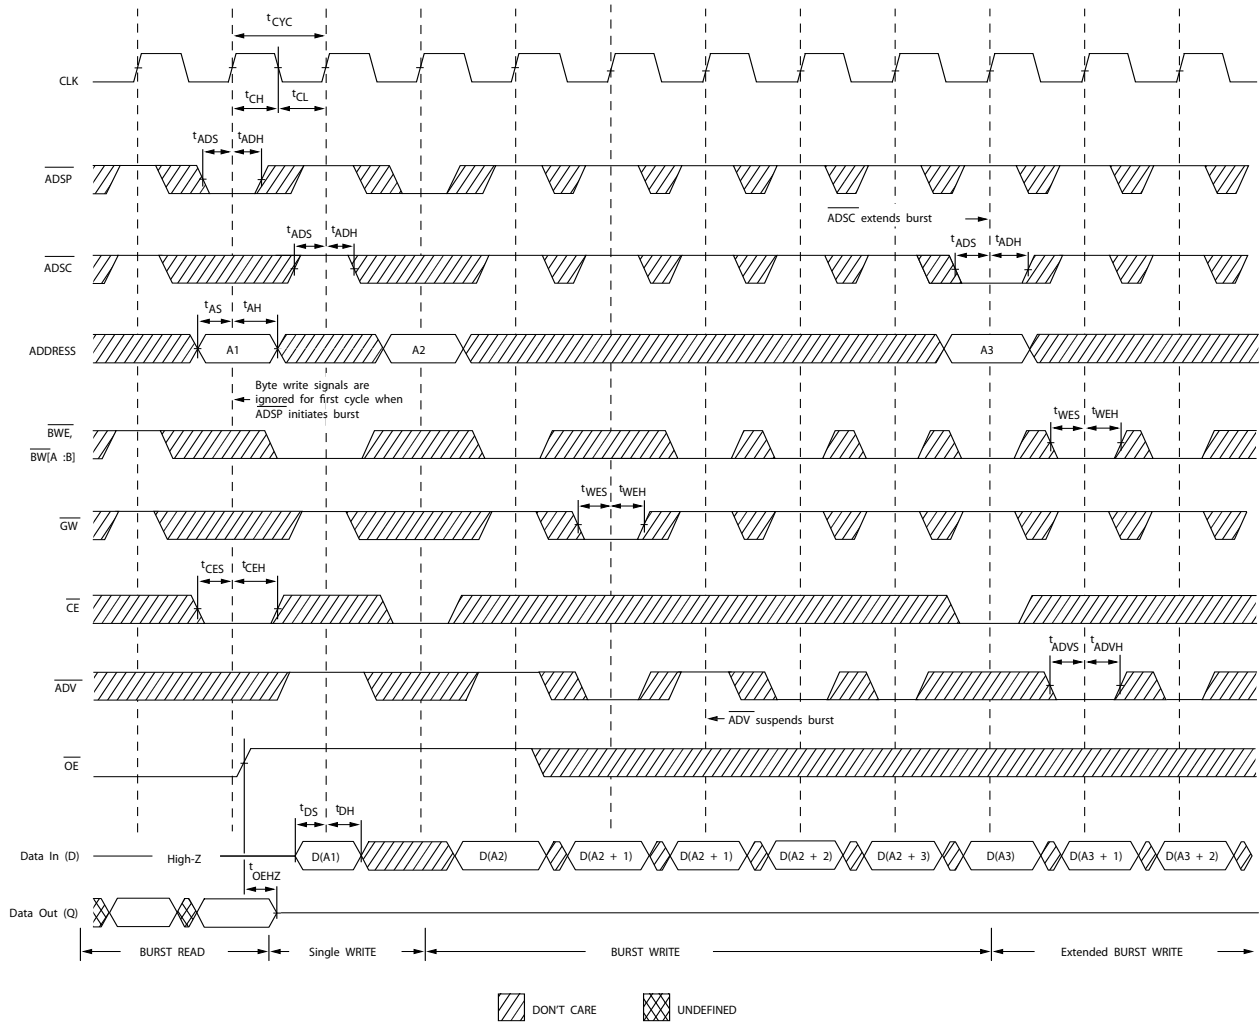 tCYC
CLK
tCH
tCL
tADS
tADH
ADSP
ADSC extends burst
tADS
tADH
tADS
tADH
ADSC
tAS
tAH
ADDRESS
A1
A2
A3
Byte write signals are
ignored for first cycle when
ADSP initiates burst
BWE,
BW[A :B]
tWES
tWEH
tWES
tWEH
GW
tCES
tCEH
CE
tADVS
tADVH
ADV
ADV suspends burst
OE
tDS
tDH
Data In (D)
High-Z
D(A1)
D(A2)
D(A2 + 1)
D(A2 + 1)
D(A2 + 2)
D(A2 + 3)
D(A3)
D(A3 + 1)
D(A3 + 2)
tOEHZ
Data Out (Q)
BURST READ
Single WRITE
BURST WRITE
Extended BURST WRITE
DON'T CARE
UNDEFINED